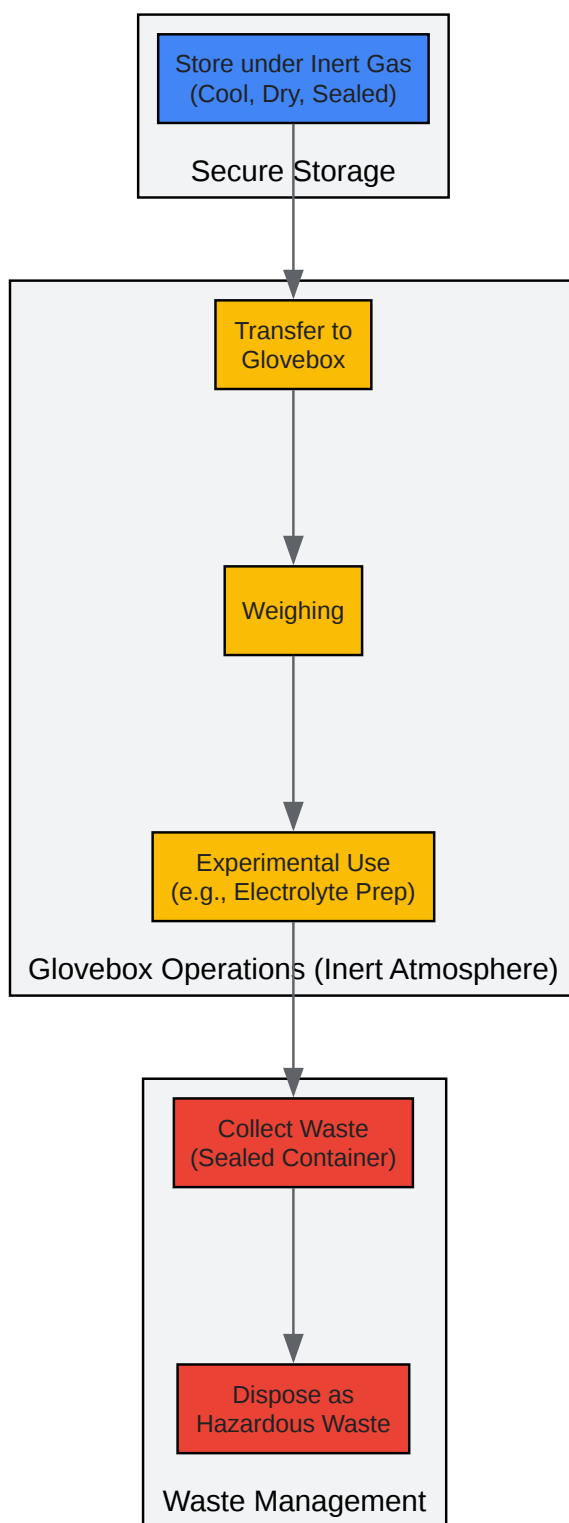 Store under Inert Gas
(Cool, Dry, Sealed)
Secure Storage
Transfer to
Glovebox
Weighing
Experimental Use
(e.g., Electrolyte Prep)
Glovebox Operations (Inert Atmosphere)
Collect Waste
(Sealed Container)
Dispose as
Hazardous Waste
Waste Management